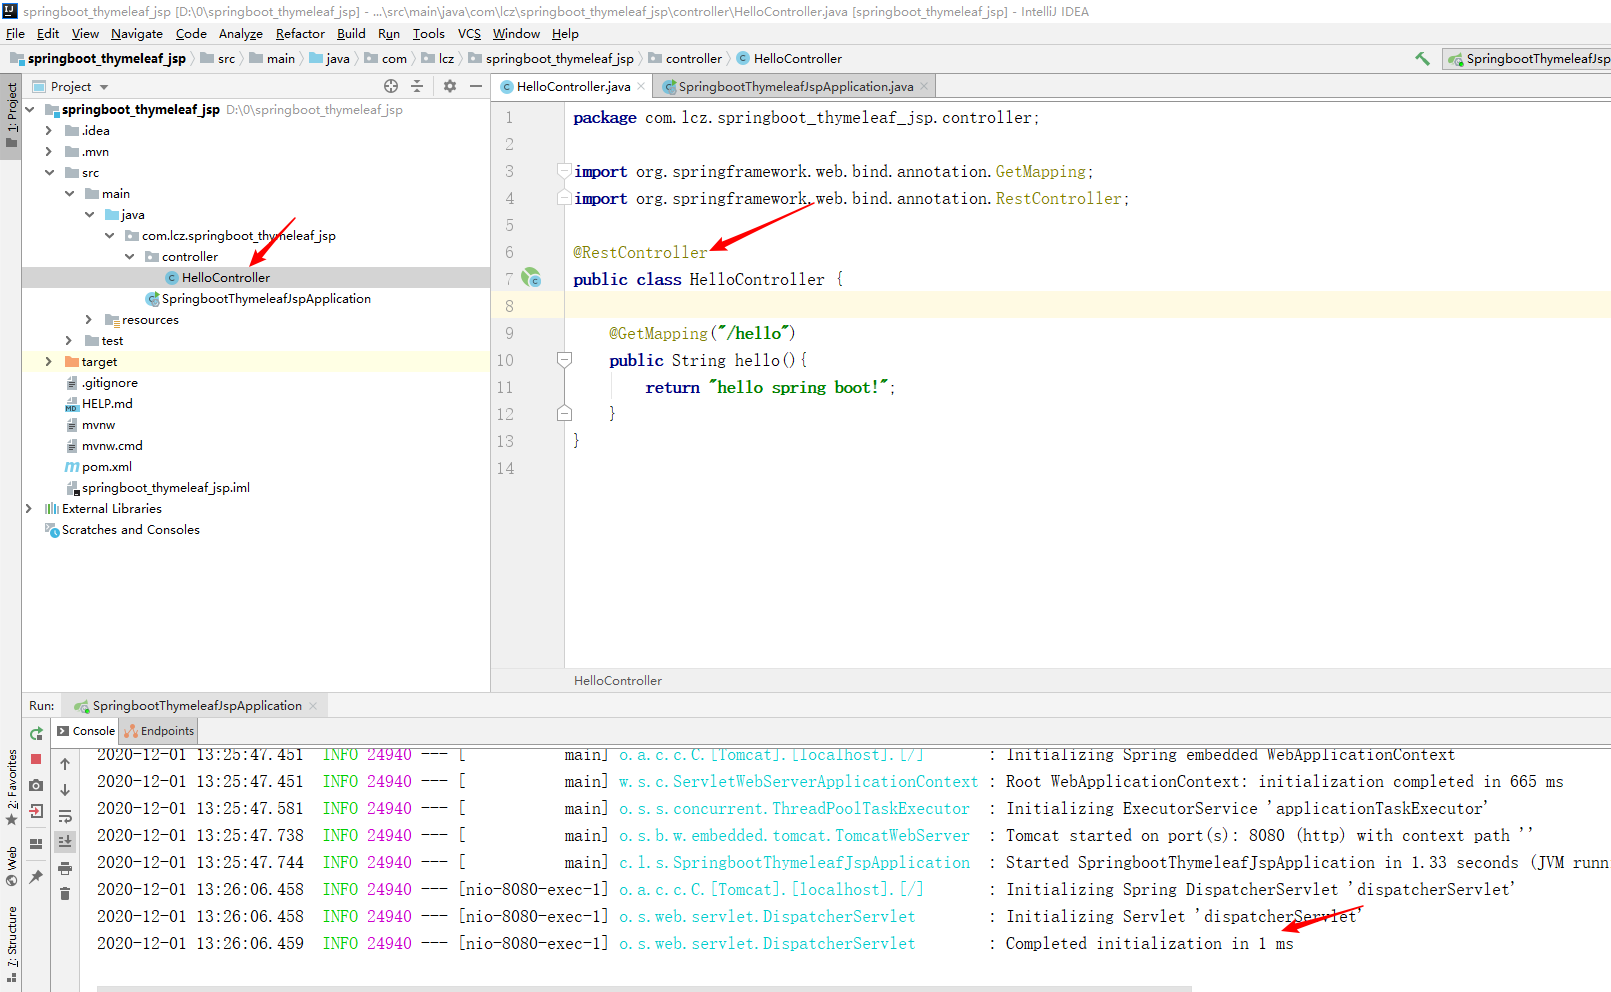 springboot_thymeleaf_jsp [D:\0\springboot_thymeleaf_jsp] - ...\src\main\java\com\lcz\springboot_thymeleaf_jsp\controller\HelloController.java [springboot_thymeleaf_jsp] - IntelliJ IDEA
File Edit View Navigate Code Analyze Refactor Build Run Tools VCS Window Help
springboot_thymeleaf_jsp src main java com lcz springboot_thymeleaf_jsp controller HelloController SpringbootThymeleafJsp
1: Project
Project
springboot_thymeleaf_jsp D:\0\springboot_thymeleaf_jsp
.idea
.mvn
src
main
java
com.lcz.springboot_thymeleaf_jsp
controller
HelloController
SpringbootThymeleafJspApplication
resources
test
target
.gitignore
HELP.md
mvnw
mvnw.cmd
pom.xml
springboot_thymeleaf_jsp.iml
External Libraries
Scratches and Consoles
HelloController.java SpringbootThymeleafJspApplication.java
1 package com.lcz.springboot_thymeleaf_jsp.controller;
2
3 import org.springframework.web.bind.annotation.GetMapping;
4 import org.springframework.web.bind.annotation.RestController;
5
6 @RestController
7 public class HelloController {
8
9 @GetMapping("/hello")
10 public String hello(){
11 return "hello spring boot!";
12 }
13 }
14
HelloController
Run: SpringbootThymeleafJspApplication
Console Endpoints
2: Favorites
Web
7: Structure
2020-12-01 13:25:47.451 INFO 24940 --- [ main] o.a.c.c.C.[Tomcat].[localhost].[/] : Initializing Spring embedded WebApplicationContext
2020-12-01 13:25:47.451 INFO 24940 --- [ main] w.s.c.ServletWebServerApplicationContext : Root WebApplicationContext: initialization completed in 665 ms
2020-12-01 13:25:47.581 INFO 24940 --- [ main] o.s.s.concurrent.ThreadPoolTaskExecutor : Initializing ExecutorService 'applicationTaskExecutor'
2020-12-01 13:25:47.738 INFO 24940 --- [ main] o.s.b.w.embedded.tomcat.TomcatWebServer : Tomcat started on port(s): 8080 (http) with context path ''
2020-12-01 13:25:47.744 INFO 24940 --- [ main] c.l.s.SpringbootThymeleafJspApplication : Started SpringbootThymeleafJspApplication in 1.33 seconds (JVM runn
2020-12-01 13:26:06.458 INFO 24940 --- [nio-8080-exec-1] o.a.c.c.C.[Tomcat].[localhost].[/] : Initializing Spring DispatcherServlet 'dispatcherServlet'
2020-12-01 13:26:06.458 INFO 24940 --- [nio-8080-exec-1] o.s.web.servlet.DispatcherServlet : Initializing Servlet 'dispatcherServlet'
2020-12-01 13:26:06.459 INFO 24940 --- [nio-8080-exec-1] o.s.web.servlet.DispatcherServlet : Completed initialization in 1 ms